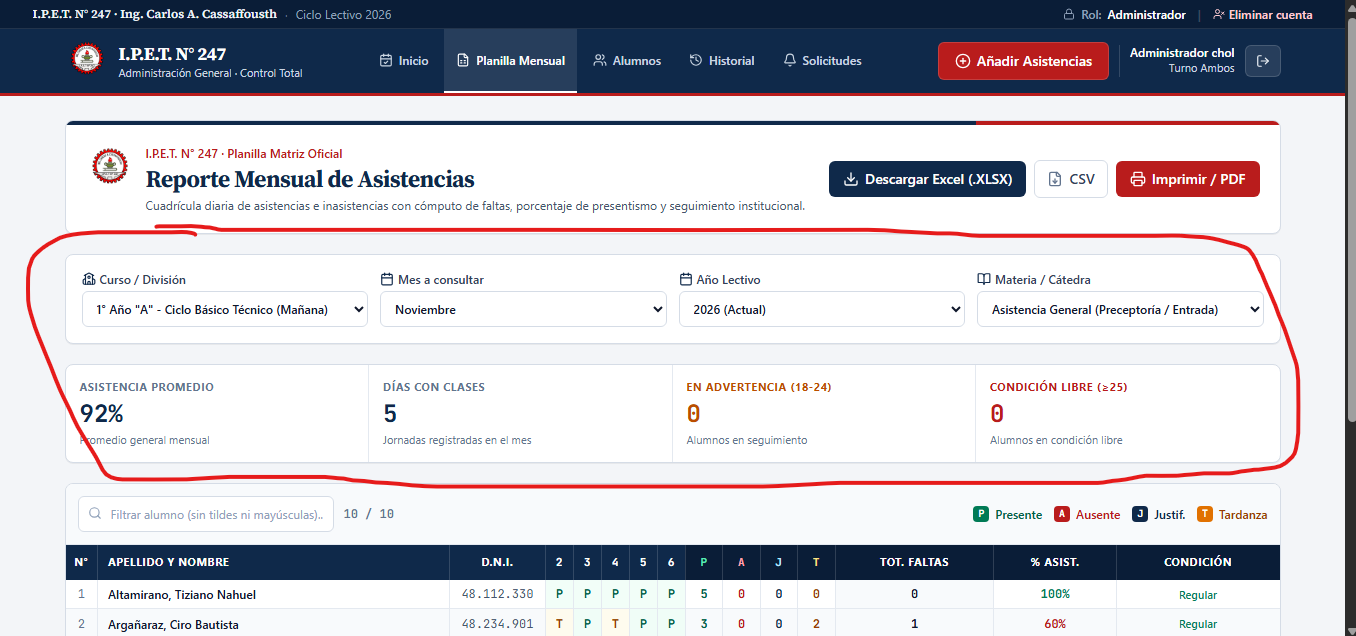 I.P.E.T. N° 247 · Ing. Carlos A. Cassaffousth · Ciclo Lectivo 2026
Rol: Administrador | Eliminar cuenta
I.P.E.T. N° 247
Administración General · Control Total
Inicio
Planilla Mensual
Alumnos
Historial
Solicitudes
Añadir Asistencias
Administrador chol
Turno Ambos
I.P.E.T. N° 247 · Planilla Matriz Oficial
Reporte Mensual de Asistencias
Cuadrícula diaria de asistencias e inasistencias con cómputo de faltas, porcentaje de presentismo y seguimiento institucional.
Descargar Excel (.XLSX)
CSV
Imprimir / PDF
Curso / División
1° Año "A" - Ciclo Básico Técnico (Mañana)
Mes a consultar
Noviembre
Año Lectivo
2026 (Actual)
Materia / Cátedra
Asistencia General (Preceptoría / Entrada)
ASISTENCIA PROMEDIO
92%
Promedio general mensual
DÍAS CON CLASES
5
Jornadas registradas en el mes
EN ADVERTENCIA (18-24)
0
Alumnos en seguimiento
CONDICIÓN LIBRE (≥25)
0
Alumnos en condición libre
Filtrar alumno (sin tildes ni mayúsculas)..
10 / 10
P Presente A Ausente J Justif. T Tardanza
N° APELLIDO Y NOMBRE D.N.I. 2 3 4 5 6 P A J T TOT. FALTAS % ASIST. CONDICIÓN
1 Altamirano, Tiziano Nahuel 48.112.330 P P P P P 5 0 0 0 0 100% Regular
2 Argañaraz, Ciro Bautista 48.234.901 T P T P P 3 0 0 2 1 60% Regular